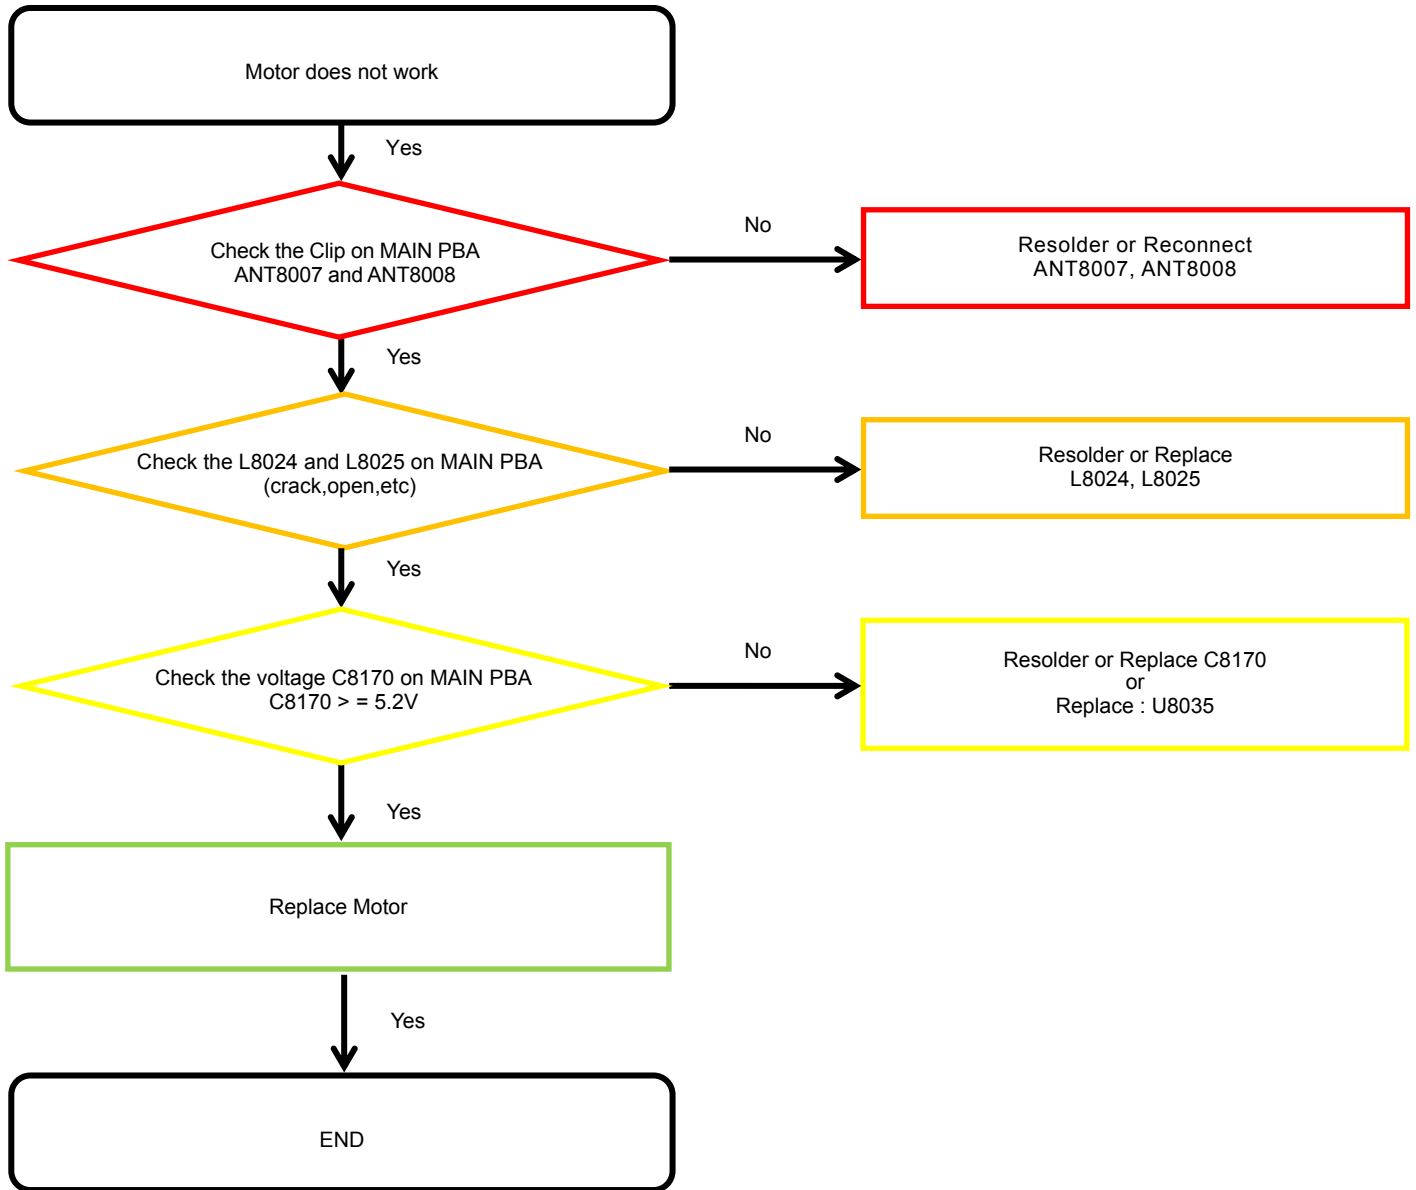 Motor does not work
Yes
Check the Clip on MAIN PBA
ANT8007 and ANT8008
No
Resolder or Reconnect
ANT8007, ANT8008
Yes
Check the L8024 and L8025 on MAIN PBA
(crack,open,etc)
No
Resolder or Replace
L8024, L8025
Yes
Check the voltage C8170 on MAIN PBA
C8170 > = 5.2V
No
Resolder or Replace C8170
or
Replace : U8035
Yes
Replace Motor
Yes
END